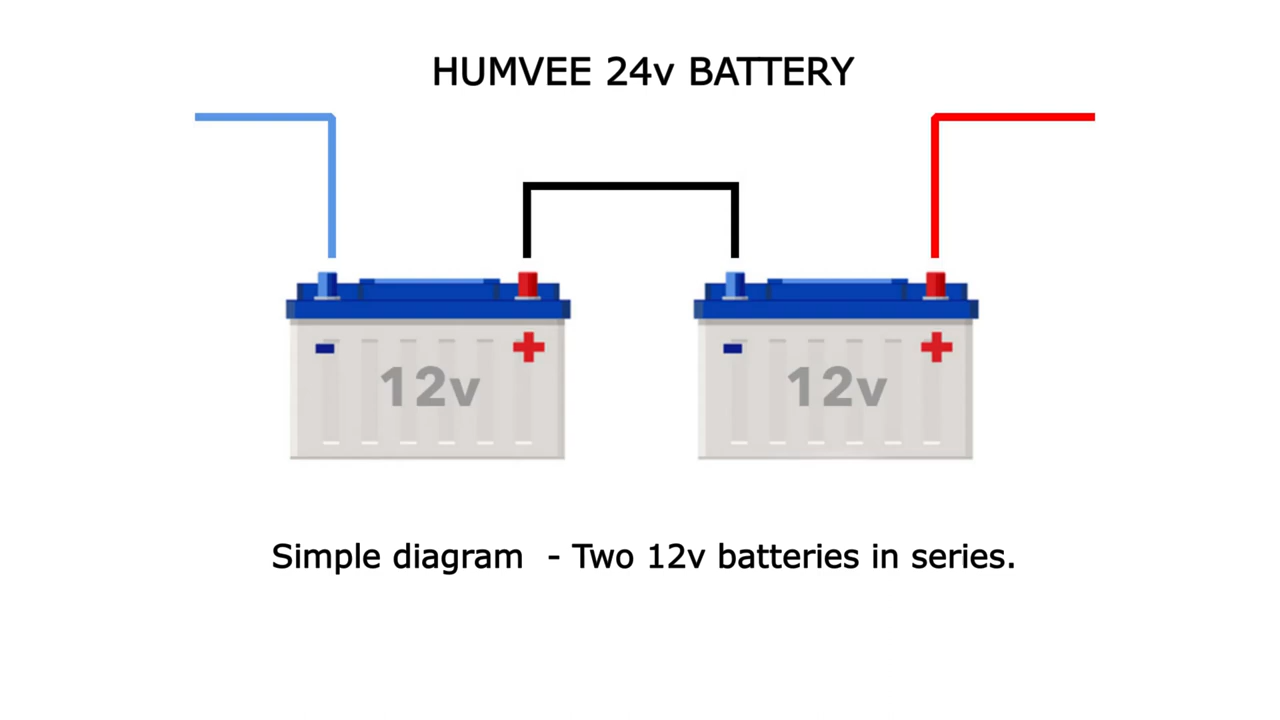 HUMVEE 24v BATTERY
- + - +
12v 12v
Simple diagram - Two 12v batteries in series.